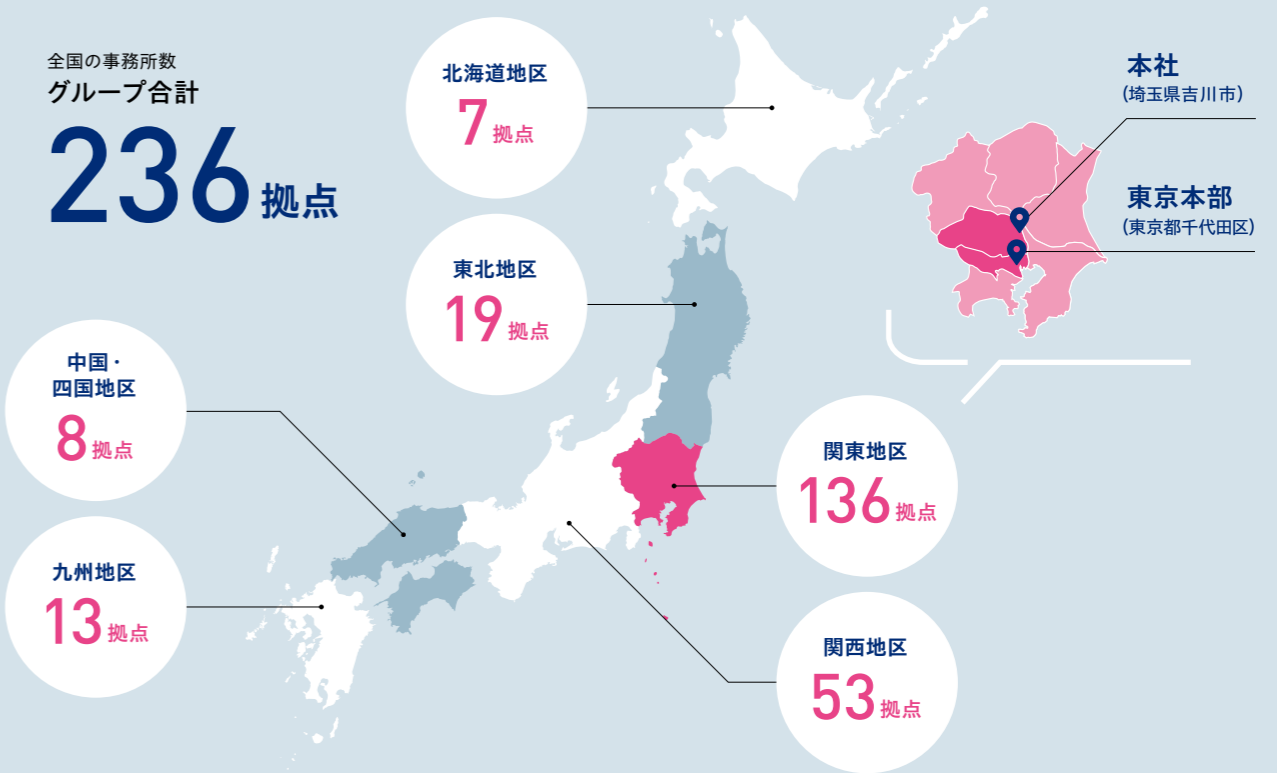 全国の事務所数
グループ合計
236拠点
北海道地区
7拠点
東北地区
19拠点
中国・
四国地区
8拠点
九州地区
13拠点
関東地区
136拠点
関西地区
53拠点
本社
(埼玉県吉川市)
東京本部
(東京都千代田区)